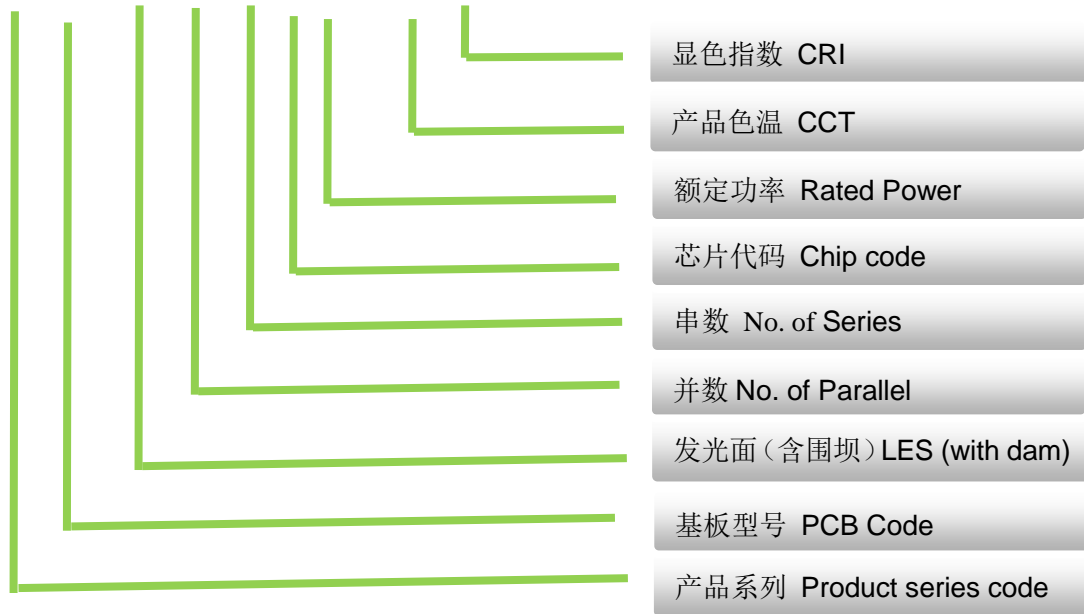 显色指数 CRI
产品色温 CCT
额定功率 Rated Power
芯片代码 Chip code
串数 No. of Series
并数 No. of Parallel
发光面（含围坝）LES (with dam)
基板型号 PCB Code
产品系列 Product series code